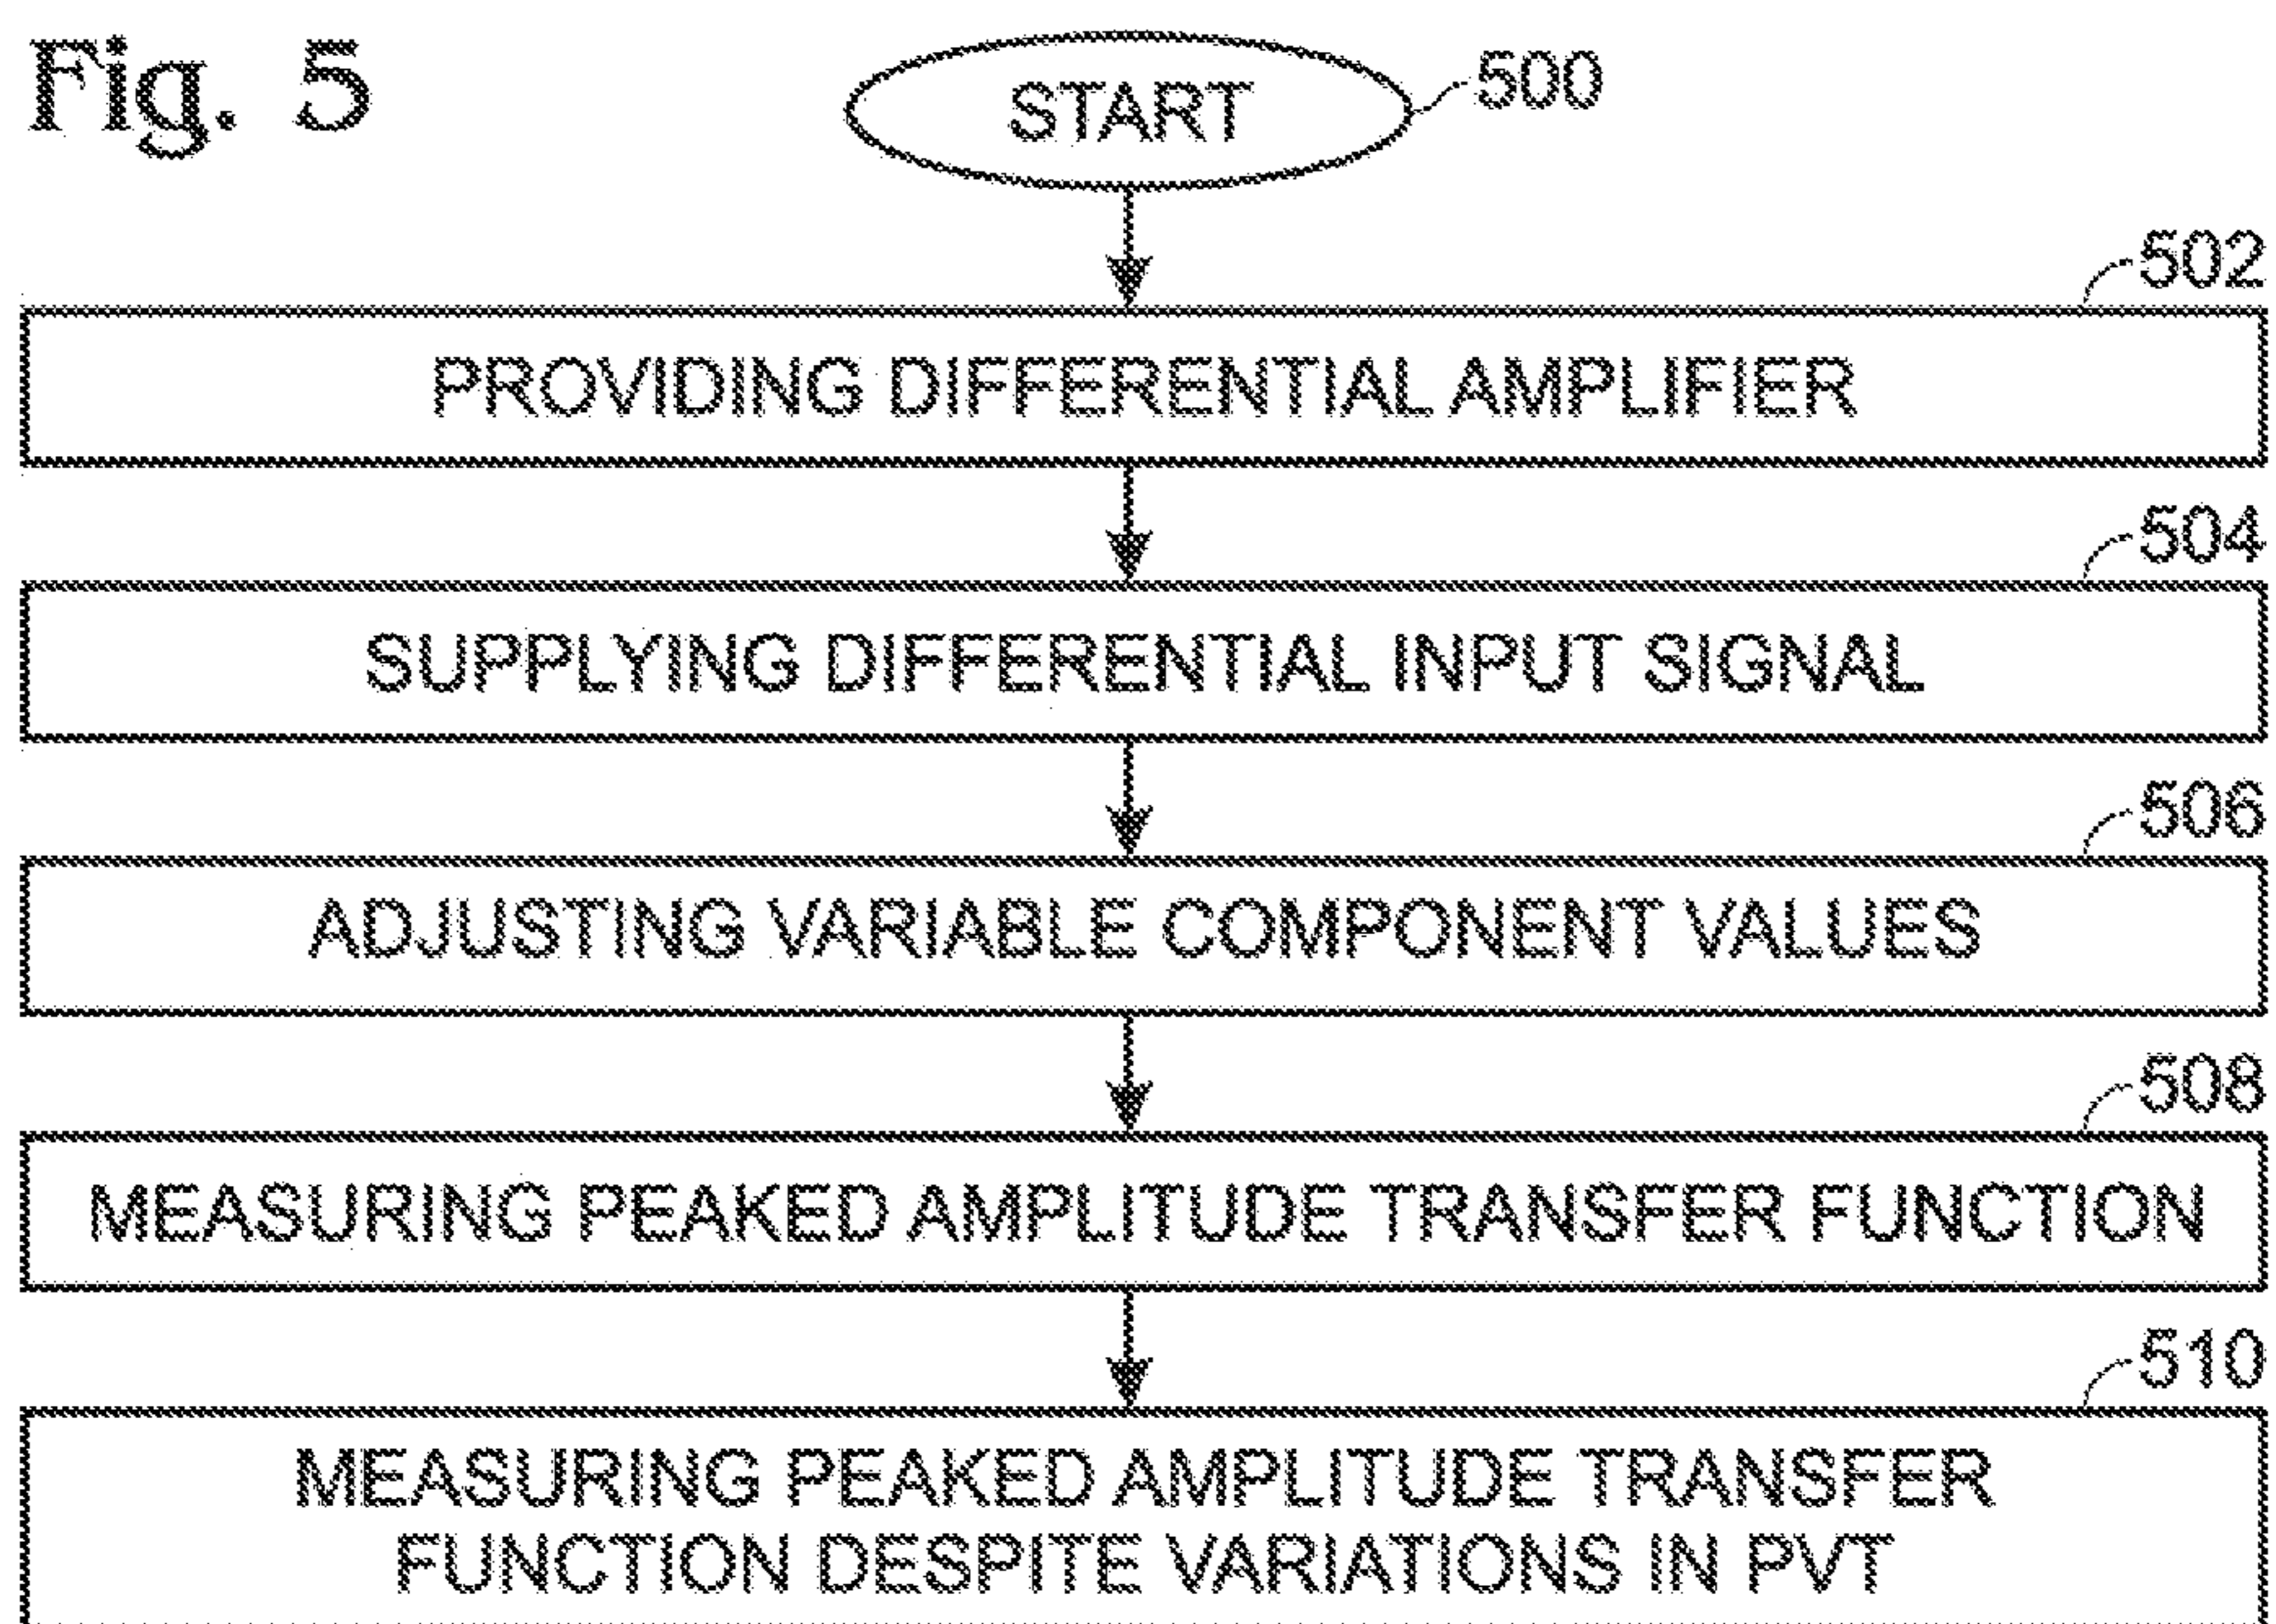 Fig. 5
START
500
502
PROVIDING DIFFERENTIAL AMPLIFIER
504
SUPPLYING DIFFERENTIAL INPUT SIGNAL
506
ADJUSTING VARIABLE COMPONENT VALUES
508
MEASURING PEAKED AMPLITUDE TRANSFER FUNCTION
510
MEASURING PEAKED AMPLITUDE TRANSFER
FUNCTION DESPITE VARIATIONS IN PVT